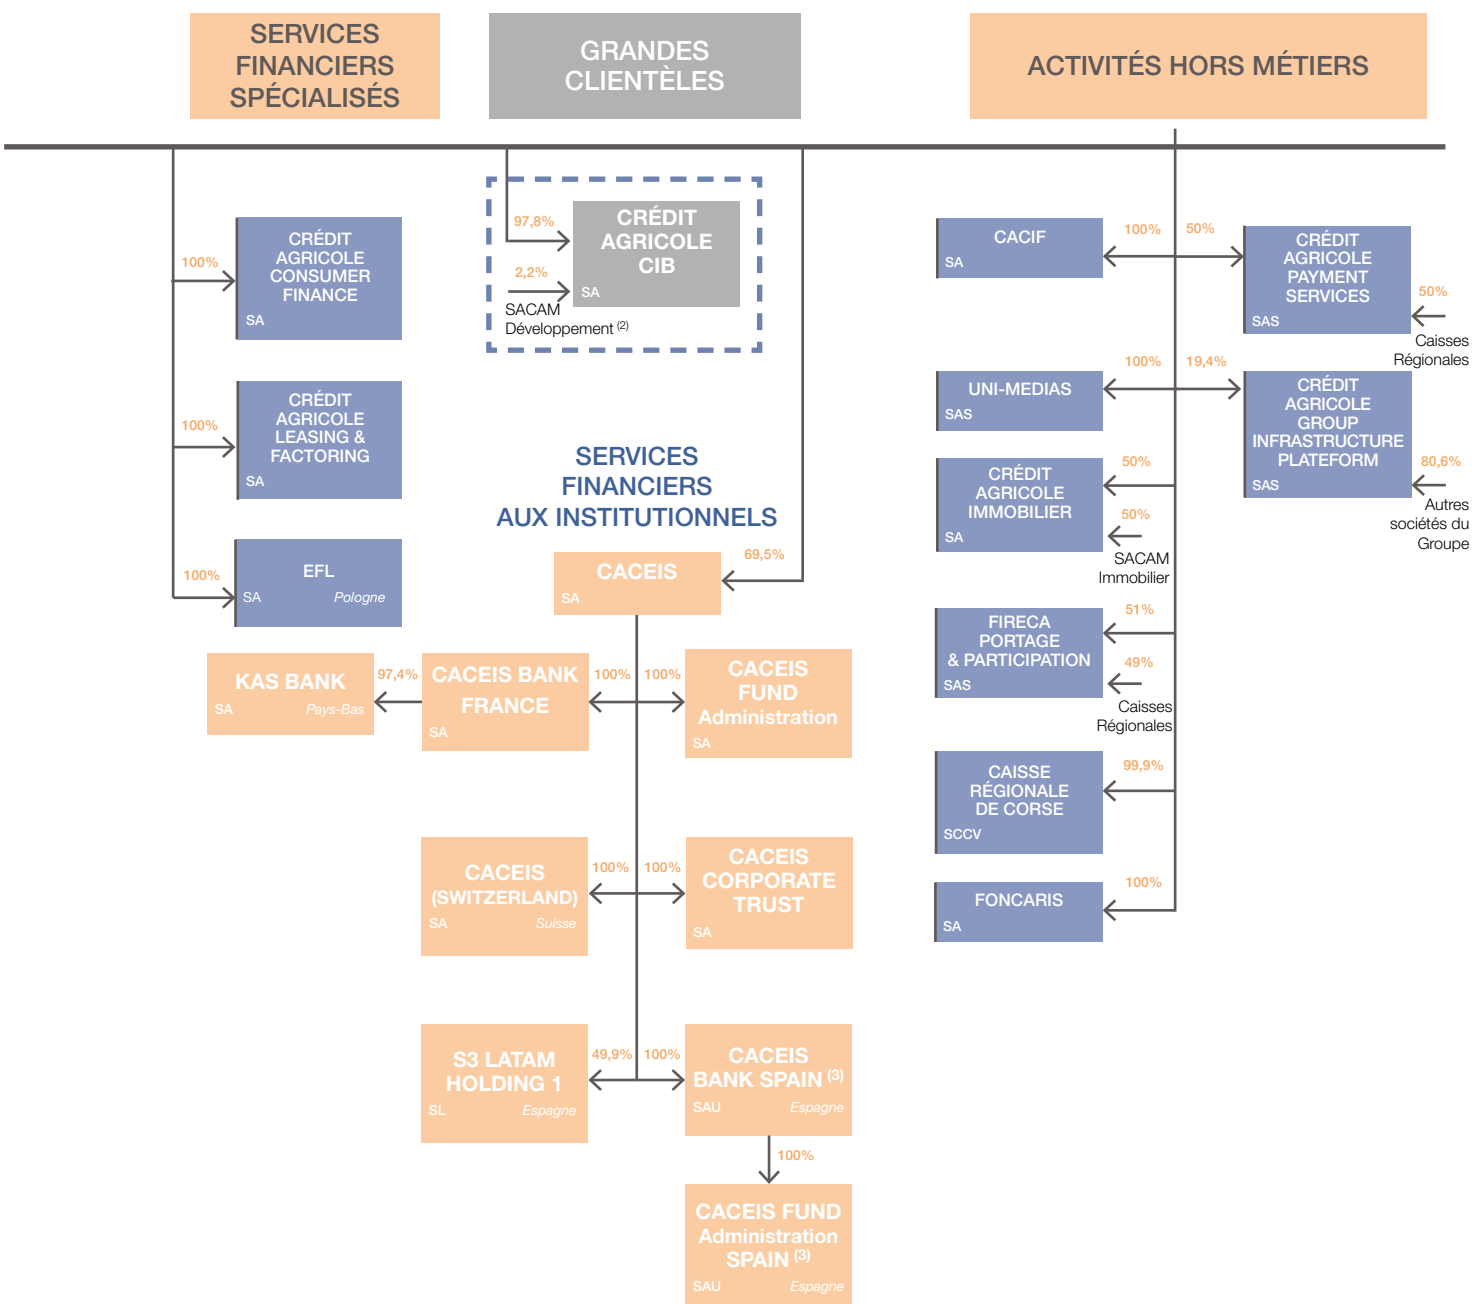 SERVICES
FINANCIERS
SPÉCIALISÉS
GRANDES
CLIENTÈLES
ACTIVITÉS HORS MÉTIERS
100%
CRÉDIT
AGRICOLE
CONSUMER
FINANCE
SA
100%
CRÉDIT
AGRICOLE
LEASING &
FACTORING
SA
100%
EFL
SA Pologne
97,8%
CRÉDIT
AGRICOLE
CIB
SA
2,2%
SACAM
Développement (2)
SERVICES
FINANCIERS
AUX INSTITUTIONNELS
69,5%
CACEIS
SA
KAS BANK
SA Pays-Bas
97,4%
CACEIS BANK
FRANCE
SA
100%
100%
CACEIS
FUND
Administration
SA
CACEIS
(SWITZERLAND)
SA Suisse
100%
100%
CACEIS
CORPORATE
TRUST
SA
S3 LATAM
HOLDING 1
SL Espagne
49,9%
100%
CACEIS
BANK SPAIN (3)
SAU Espagne
100%
CACEIS FUND
Administration
SPAIN (3)
SAU Espagne
CACIF
SA
100%
50%
CRÉDIT
AGRICOLE
PAYMENT
SERVICES
SAS
50%
Caisses
Régionales
UNI-MEDIAS
SAS
100%
19,4%
CRÉDIT
AGRICOLE
GROUP
INFRASTRUCTURE
PLATEFORM
SAS
80,6%
Autres
sociétés du
Groupe
CRÉDIT
AGRICOLE
IMMOBILIER
SA
50%
50%
SACAM
Immobilier
FIRECA
PORTAGE
& PARTICIPATION
SAS
51%
49%
Caisses
Régionales
CAISSE
RÉGIONALE
DE CORSE
SCCV
99,9%
FONCARIS
SA
100%